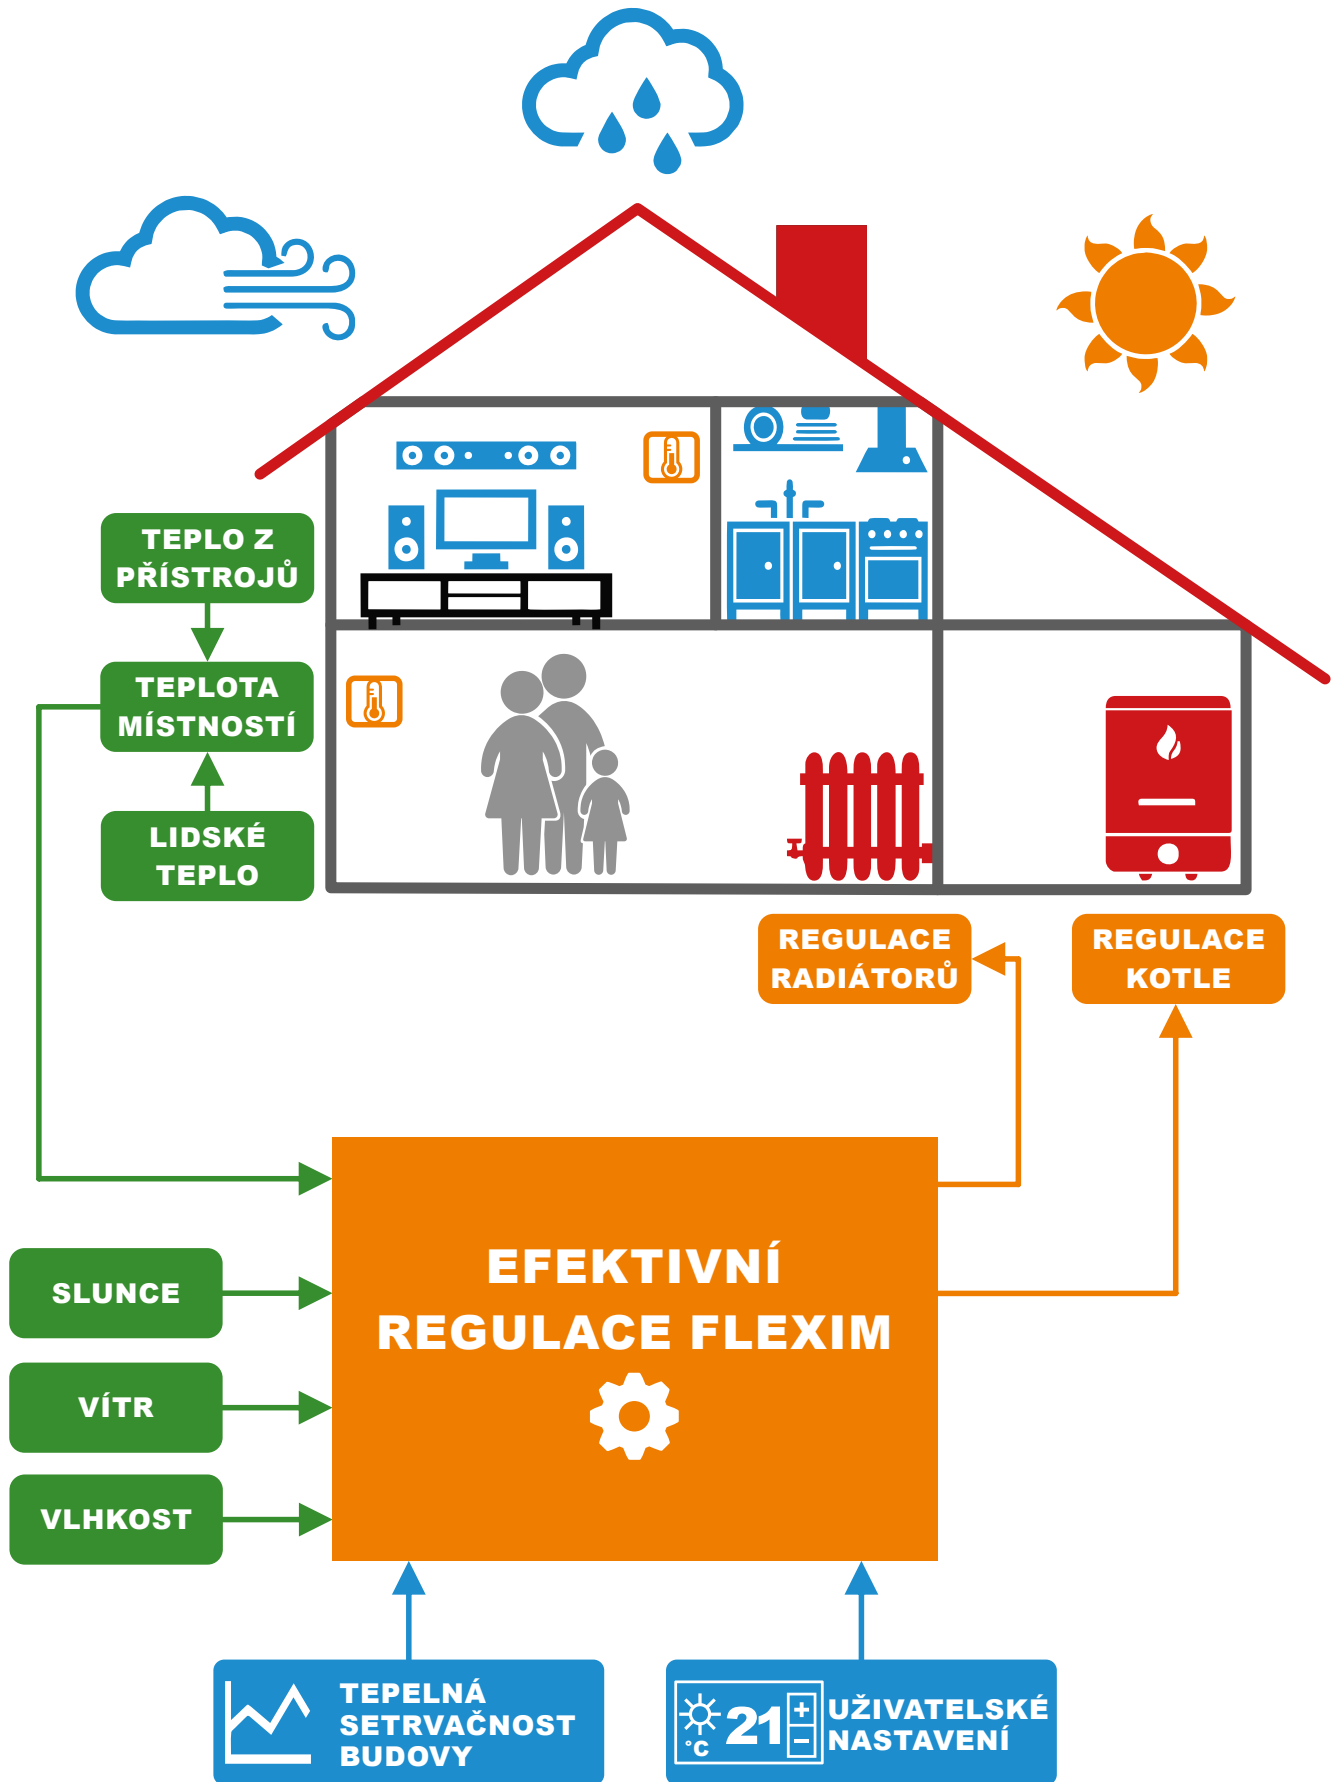 TEPLO Z
PŘÍSTROJŮ
TEPLOTA
MÍSTNOSTÍ
LIDSKÉ
TEPLO
REGULACE
RADIÁTORŮ
REGULACE
KOTLE
EFEKTIVNÍ
REGULACE FLEXIM
SLUNCE
VÍTR
VLHKOST
TEPELNÁ
SETRVAČNOST
BUDOVY
°C 21 + −
UŽIVATELSKÉ
NASTAVENÍ